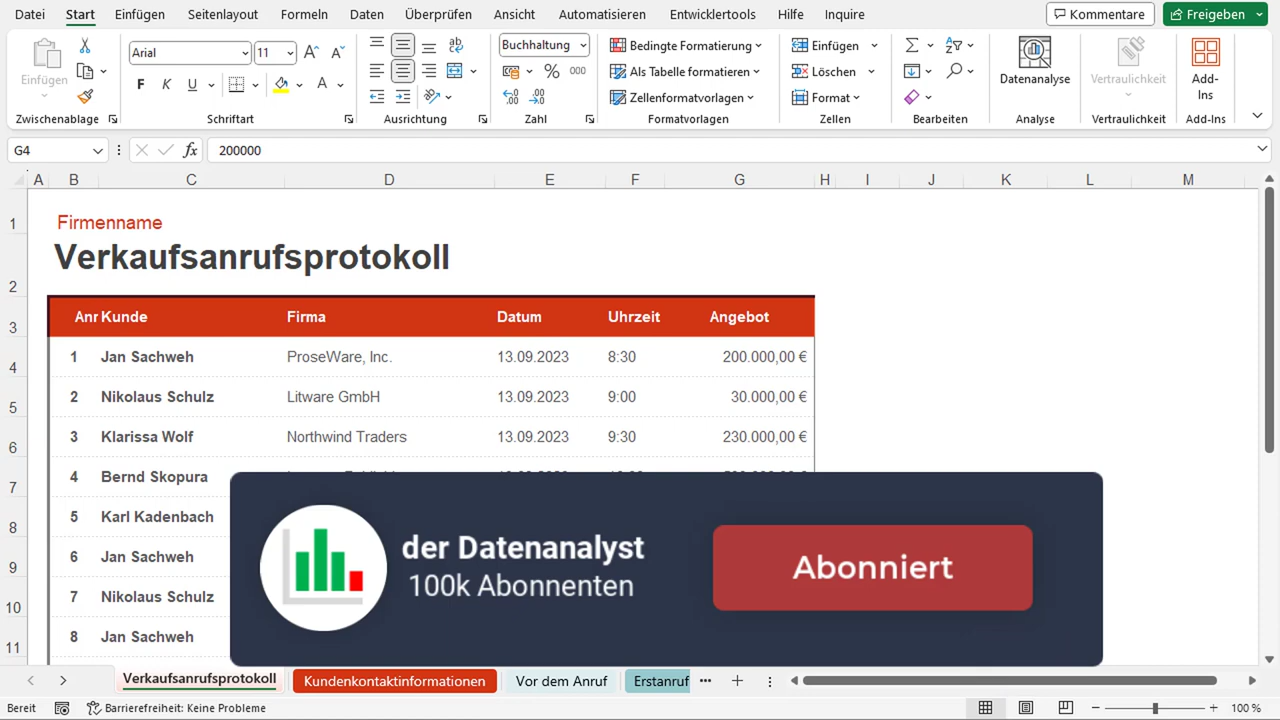 Datei Start Einfügen Seitenlayout Formeln Daten Überprüfen Ansicht Automatisieren Entwicklertools Hilfe Inquire Kommentare Freigeben
Einfügen Arial 11 Buchhaltung Bedingte Formatierung Einfügen
F K U A % 000 Als Tabelle formatieren Löschen Datenanalyse Vertraulichkeit Add-Ins
Zellenformatvorlagen Format
Zwischenablage Schriftart Ausrichtung Zahl Formatvorlagen Zellen Bearbeiten Analyse Vertraulichkeit Add-Ins
G4 fx 200000
A B C D E F G H I J K L M
1 Firmenname
2 Verkaufsanrufsprotokoll
3 Anr Kunde Firma Datum Uhrzeit Angebot
4 1 Jan Sachweh ProseWare, Inc. 13.09.2023 8:30 200.000,00 €
5 2 Nikolaus Schulz Litware GmbH 13.09.2023 9:00 30.000,00 €
6 3 Klarissa Wolf Northwind Traders 13.09.2023 9:30 230.000,00 €
7 4 Bernd Skopura
8 5 Karl Kadenbach
9 6 Jan Sachweh
10 7 Nikolaus Schulz
11 8 Jan Sachweh
der Datenanalyst
100k Abonnenten
Abonniert
Verkaufsanrufsprotokoll Kundenkontaktinformationen Vor dem Anruf Erstanruf
Bereit Barrierefreiheit: Keine Probleme 100 %